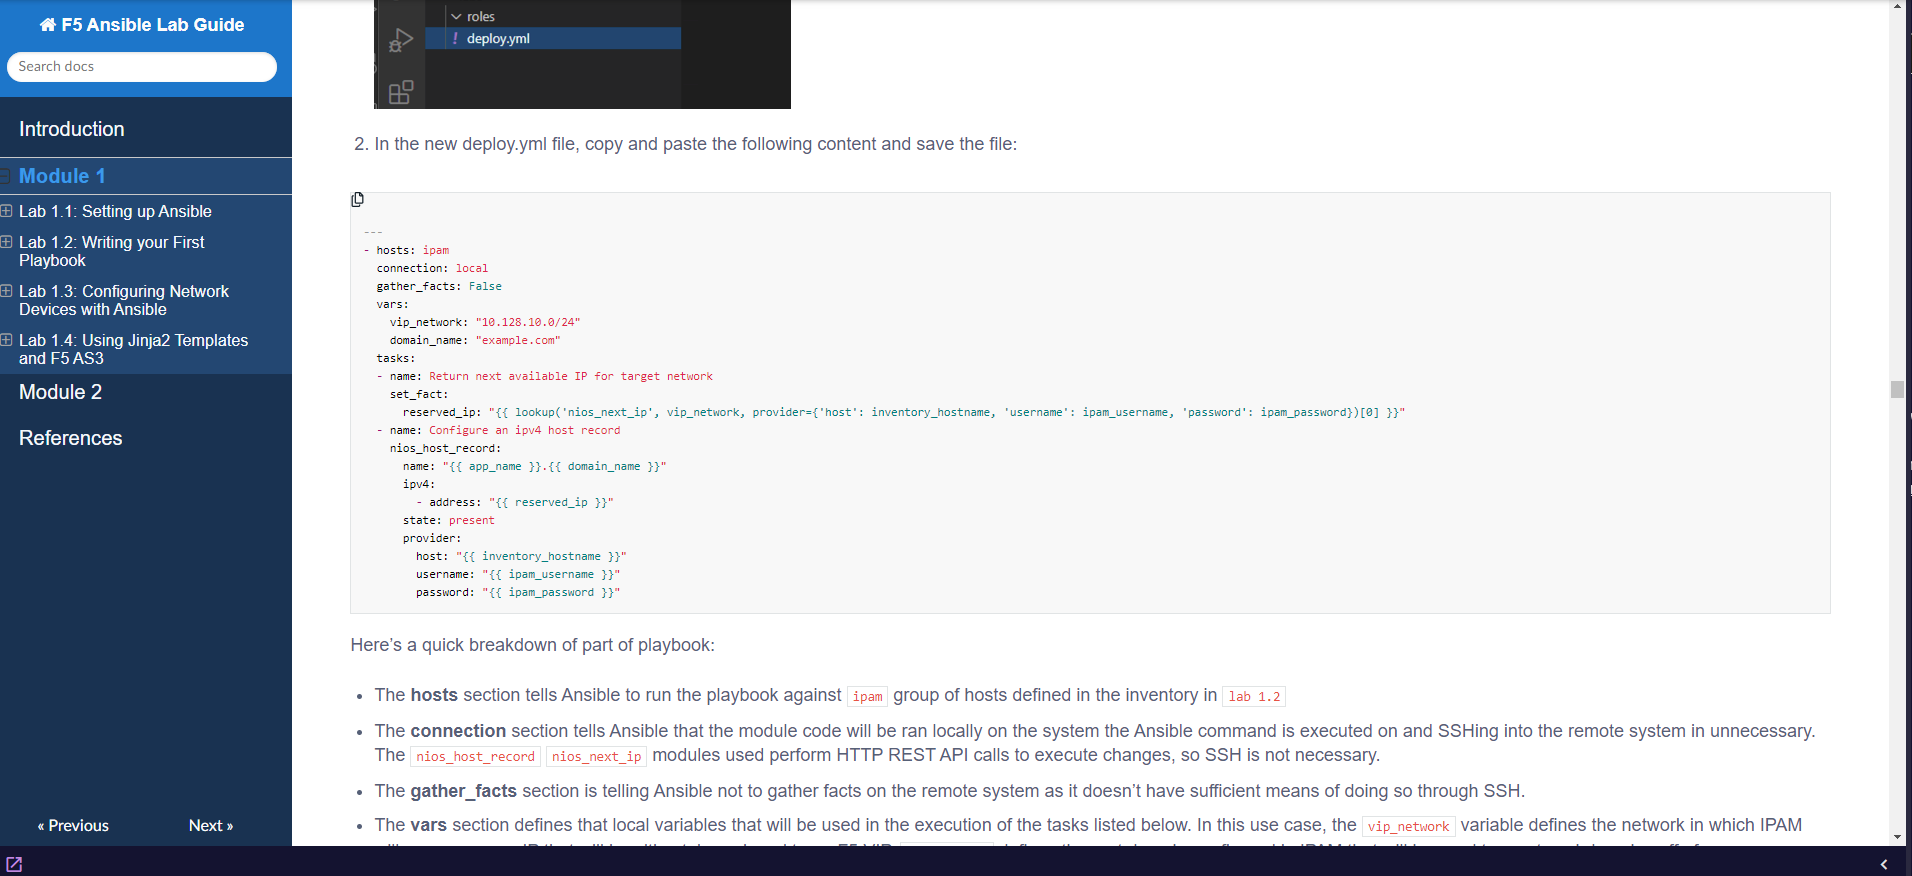 F5 Ansible Lab Guide
Search docs
Introduction
Module 1
Lab 1.1: Setting up Ansible
Lab 1.2: Writing your First
Playbook
Lab 1.3: Configuring Network
Devices with Ansible
Lab 1.4: Using Jinja2 Templates
and F5 AS3
Module 2
References
« Previous
Next »
roles
! deploy.yml
2. In the new deploy.yml file, copy and paste the following content and save the file:
---
- hosts: ipam
connection: local
gather_facts: False
vars:
vip_network: "10.128.10.0/24"
domain_name: "example.com"
tasks:
- name: Return next available IP for target network
set_fact:
reserved_ip: "{{ lookup('nios_next_ip', vip_network, provider={'host': inventory_hostname, 'username': ipam_username, 'password': ipam_password})[0] }}"
- name: Configure an ipv4 host record
nios_host_record:
name: "{{ app_name }}.{{ domain_name }}"
ipv4:
- address: "{{ reserved_ip }}"
state: present
provider:
host: "{{ inventory_hostname }}"
username: "{{ ipam_username }}"
password: "{{ ipam_password }}"
Here’s a quick breakdown of part of playbook:
• The hosts section tells Ansible to run the playbook against ipam group of hosts defined in the inventory in lab 1.2
• The connection section tells Ansible that the module code will be ran locally on the system the Ansible command is executed on and SSHing into the remote system in unnecessary.
The nios_host_record nios_next_ip modules used perform HTTP REST API calls to execute changes, so SSH is not necessary.
• The gather_facts section is telling Ansible not to gather facts on the remote system as it doesn’t have sufficient means of doing so through SSH.
• The vars section defines that local variables that will be used in the execution of the tasks listed below. In this use case, the vip_network variable defines the network in which IPAM